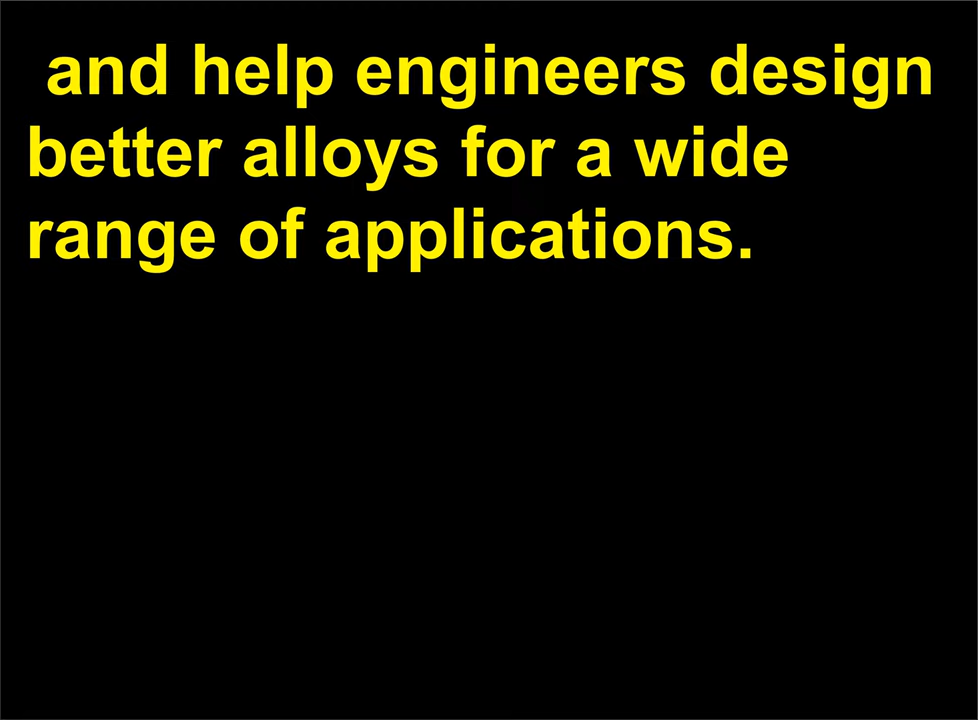 and help engineers design
better alloys for a wide
range of applications.